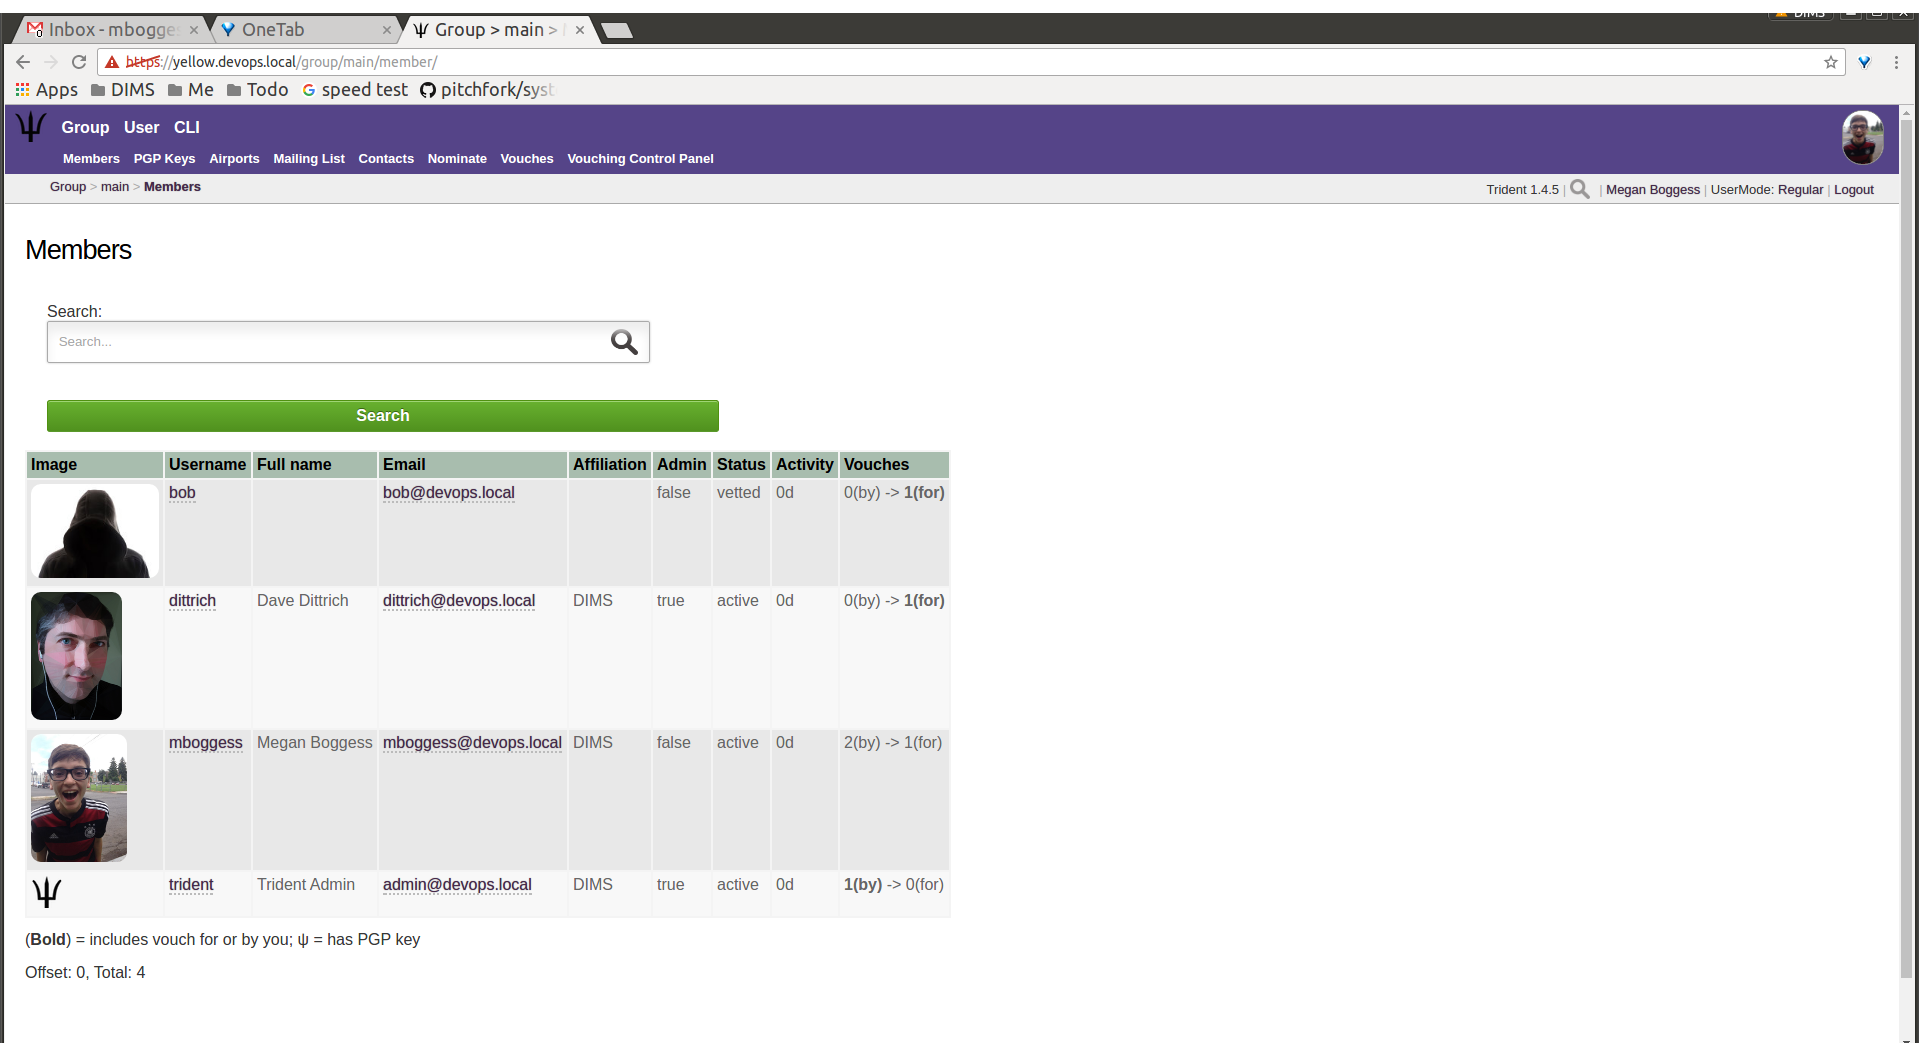 DIMS
Inbox - mbogges × OneTab × Group > main > ×
https://yellow.devops.local/group/main/member/
Apps DIMS Me Todo speed test pitchfork/syst
Group User CLI
Members PGP Keys Airports Mailing List Contacts Nominate Vouches Vouching Control Panel
Group > main > Members Trident 1.4.5 | | Megan Boggess | UserMode: Regular | Logout
Members
Search:
Search...
Search
Image Username Full name Email Affiliation Admin Status Activity Vouches
bob bob@devops.local false vetted 0d 0(by) -> 1(for)
dittrich Dave Dittrich dittrich@devops.local DIMS true active 0d 0(by) -> 1(for)
mboggess Megan Boggess mboggess@devops.local DIMS false active 0d 2(by) -> 1(for)
trident Trident Admin admin@devops.local DIMS true active 0d 1(by) -> 0(for)
(Bold) = includes vouch for or by you; ψ = has PGP key
Offset: 0, Total: 4